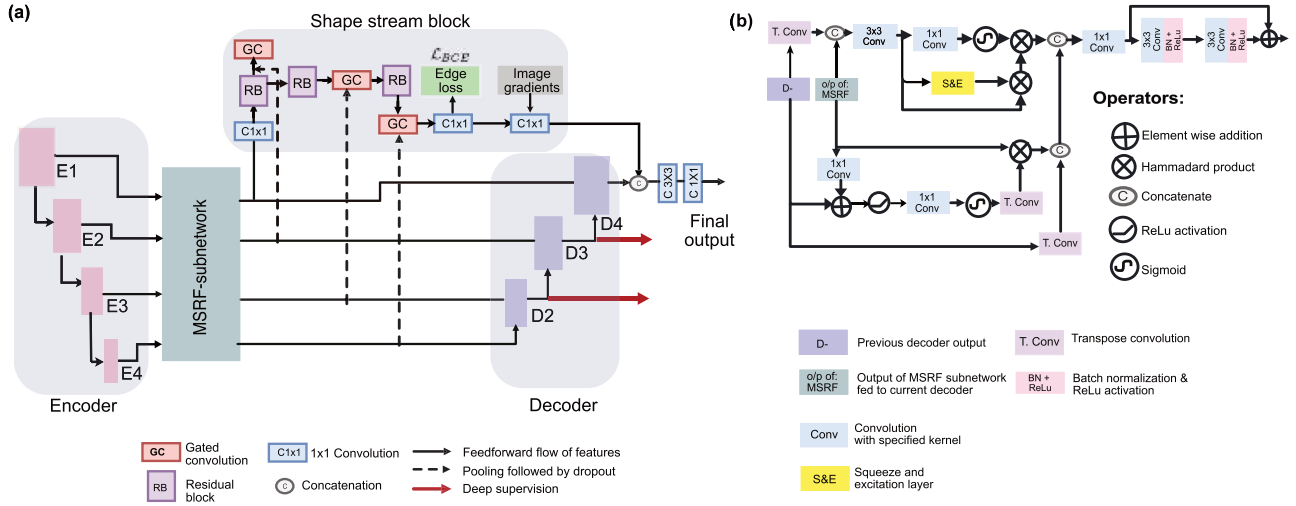 (a)
Shape stream block
GC
RB
C1x1
RB
GC
RB
GC
ℒBCE
Edge
loss
C1x1
Image
gradients
C1x1
E1
E2
E3
E4
Encoder
MSRF-subnetwork
D2
D3
D4
Decoder
C
C 3X3
C 1X1
Final
output
GC
Gated
convolution
RB
Residual
block
C1x1
1x1 Convolution
C
Concatenation
Feedforward flow of features
Pooling followed by dropout
Deep supervision
(b)
T. Conv
C
3x3
Conv
1x1
Conv
C
1x1
Conv
3x3
Conv
BN +
ReLu
3x3
Conv
BN +
ReLu
D-
o/p of:
MSRF
S&E
1x1
Conv
C
1x1
Conv
T. Conv
T. Conv
Operators:
Element wise addition
Hammadard product
C
Concatenate
ReLu activation
Sigmoid
D-
Previous decoder output
T. Conv
Transpose convolution
o/p of:
MSRF
Output of MSRF subnetwork
fed to current decoder
BN +
ReLu
Batch normalization &
ReLu activation
Conv
Convolution
with specified kernel
S&E
Squeeze and
excitation layer